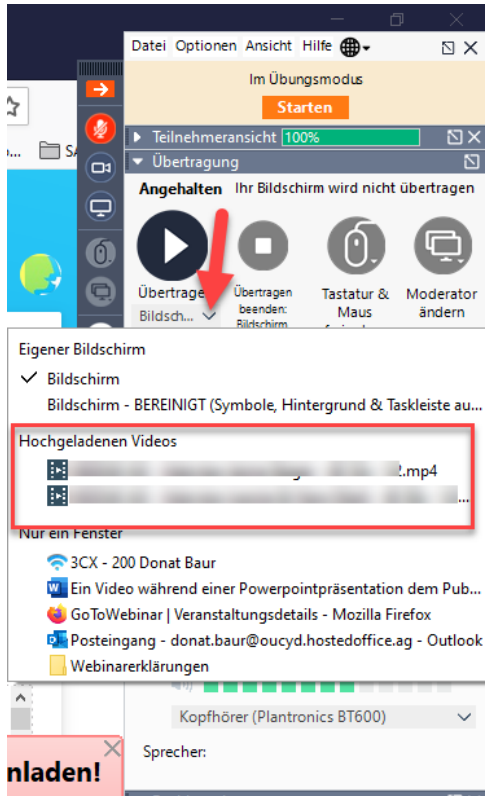 Datei Optionen Ansicht Hilfe
Im Übungsmodus
Starten
Teilnehmeransicht 100%
Übertragung
Angehalten Ihr Bildschirm wird nicht übertragen
Übertragen beenden: Bildschirm
Tastatur & Maus
Moderator ändern
Bildsch...
Eigener Bildschirm
Bildschirm
Bildschirm - BEREINIGT (Symbole, Hintergrund & Taskleiste au...
Hochgeladenen Videos
.mp4
...
Nur ein Fenster
3CX - 200 Donat Baur
Ein Video während einer Powerpointpräsentation dem Pub...
GoToWebinar | Veranstaltungsdetails - Mozilla Firefox
Posteingang - donat.baur@oucyd.hostedoffice.ag - Outlook
Webinarerklärungen
Kopfhörer (Plantronics BT600)
Sprecher:
nladen!